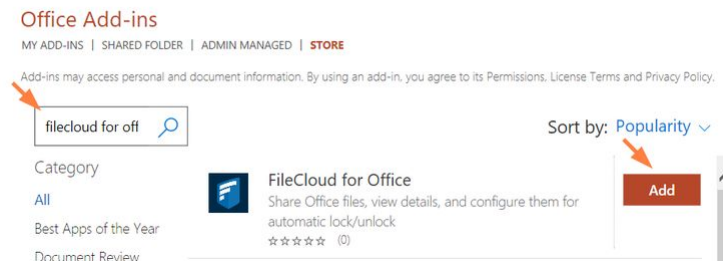 Office Add-ins
MY ADD-INS | SHARED FOLDER | ADMIN MANAGED | STORE
Add-ins may access personal and document information. By using an add-in, you agree to its Permissions, License Terms and Privacy Policy.
filecloud for off
Sort by: Popularity
Category
All
Best Apps of the Year
Document Review
FileCloud for Office
Share Office files, view details, and configure them for
automatic lock/unlock
(0)
Add